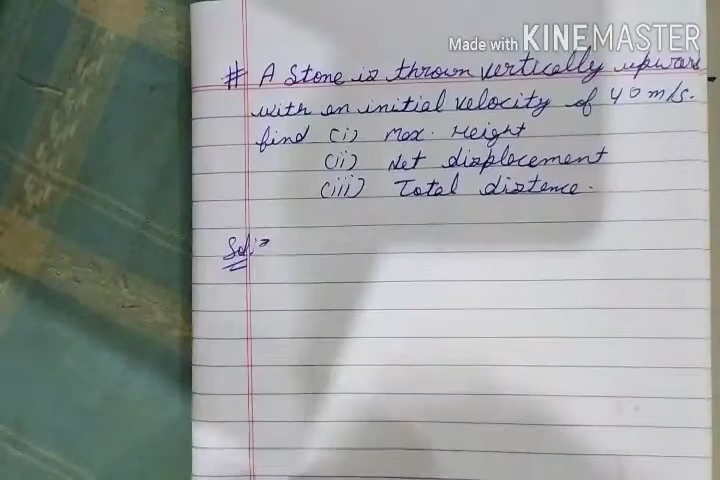 Made with KINEMASTER
# A Stone is thrown vertically upward
with an initial velocity of 40 m/s.
find (i) Max. Height
(ii) Net displacement
(iii) Total distance.
Sol:-